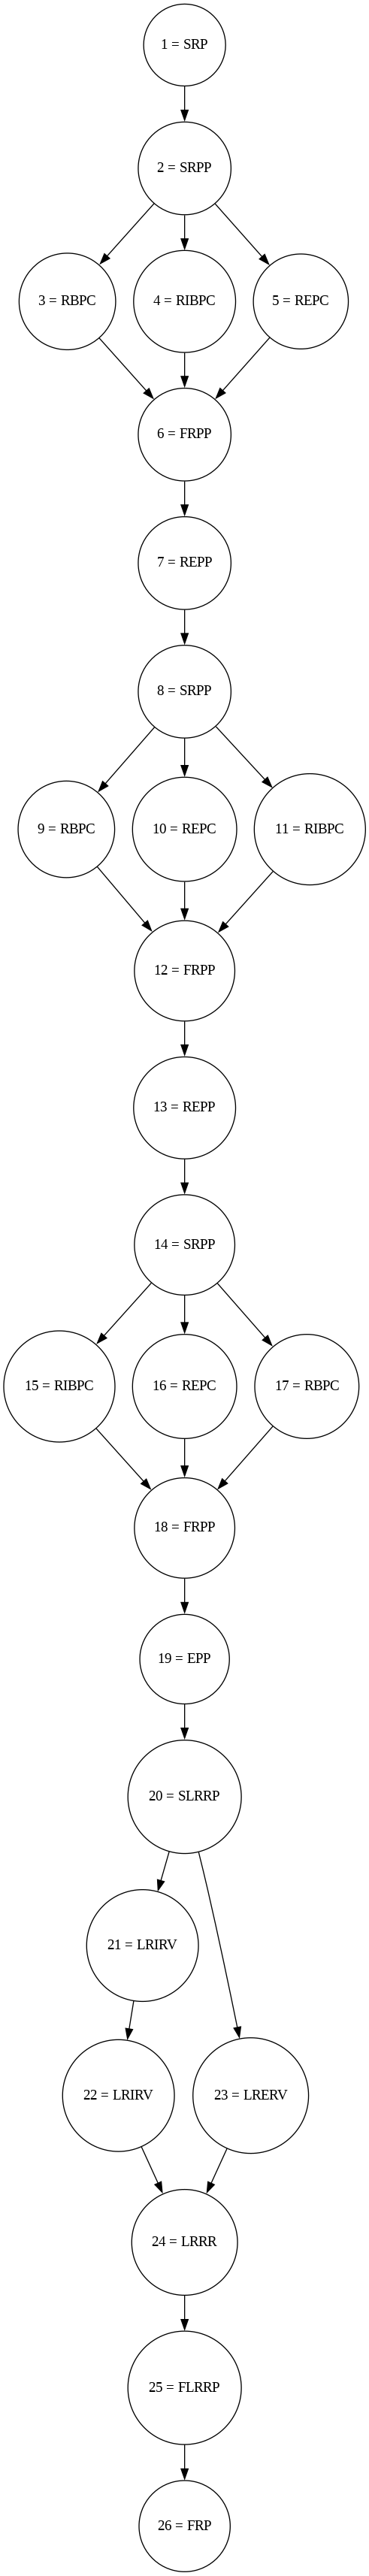 1 = SRP
2 = SRPP
3 = RBPC
4 = RIBPC
5 = REPC
6 = FRPP
7 = REPP
8 = SRPP
9 = RBPC
10 = REPC
11 = RIBPC
12 = FRPP
13 = REPP
14 = SRPP
15 = RIBPC
16 = REPC
17 = RBPC
18 = FRPP
19 = EPP
20 = SLRRP
21 = LRIRV
22 = LRIRV
23 = LRERV
24 = LRRR
25 = FLRRP
26 = FRP